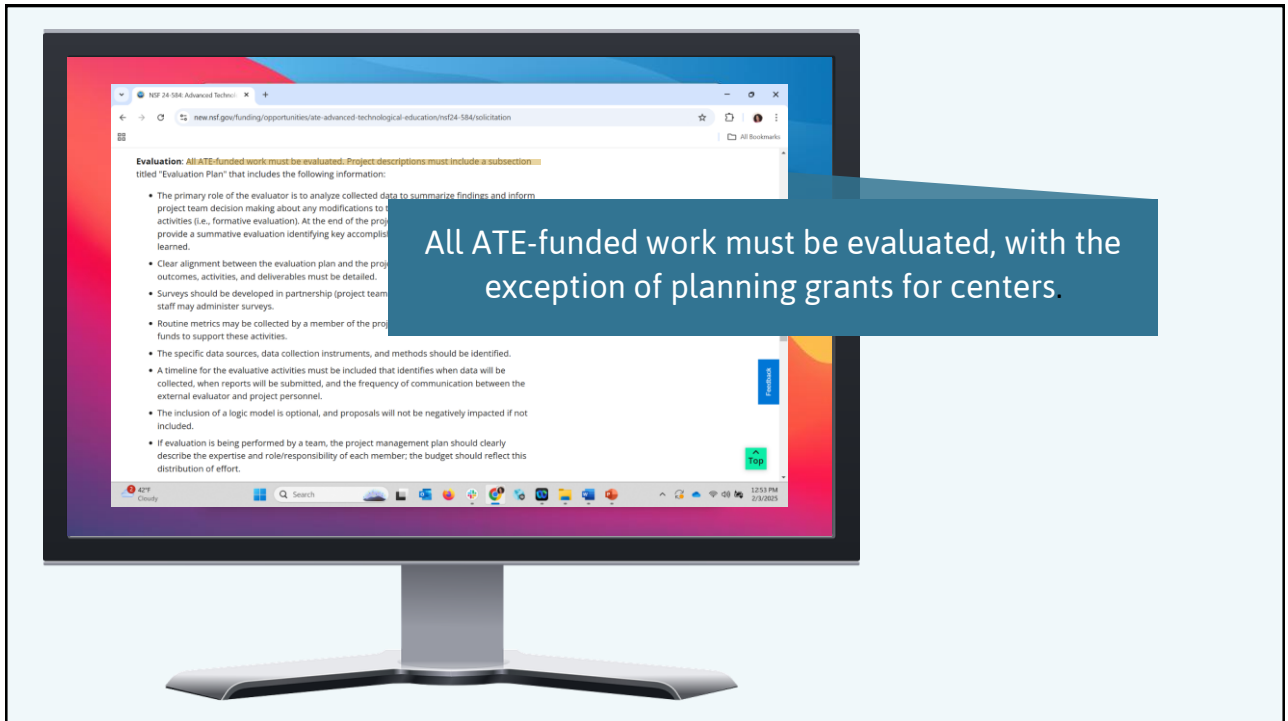 NSF 24-584: Advanced Technol
new.nsf.gov/funding/opportunities/ate-advanced-technological-education/nsf24-584/solicitation
All Bookmarks
Evaluation: All ATE-funded work must be evaluated. Project descriptions must include a subsection
titled "Evaluation Plan" that includes the following information:
• The primary role of the evaluator is to analyze collected data to summarize findings and inform
project team decision making about any modifications to t
activities (i.e., formative evaluation). At the end of the proj
provide a summative evaluation identifying key accomplis
learned.
• Clear alignment between the evaluation plan and the proje
outcomes, activities, and deliverables must be detailed.
• Surveys should be developed in partnership (project team
staff may administer surveys.
• Routine metrics may be collected by a member of the proj
funds to support these activities.
• The specific data sources, data collection instruments, and methods should be identified.
• A timeline for the evaluative activities must be included that identifies when data will be
collected, when reports will be submitted, and the frequency of communication between the
external evaluator and project personnel.
• The inclusion of a logic model is optional, and proposals will not be negatively impacted if not
included.
• If evaluation is being performed by a team, the project management plan should clearly
describe the expertise and role/responsibility of each member; the budget should reflect this
distribution of effort.
All ATE-funded work must be evaluated, with the
exception of planning grants for centers.
Feedback
Top
2
42°F
Cloudy
Search
12:53 PM
2/3/2025